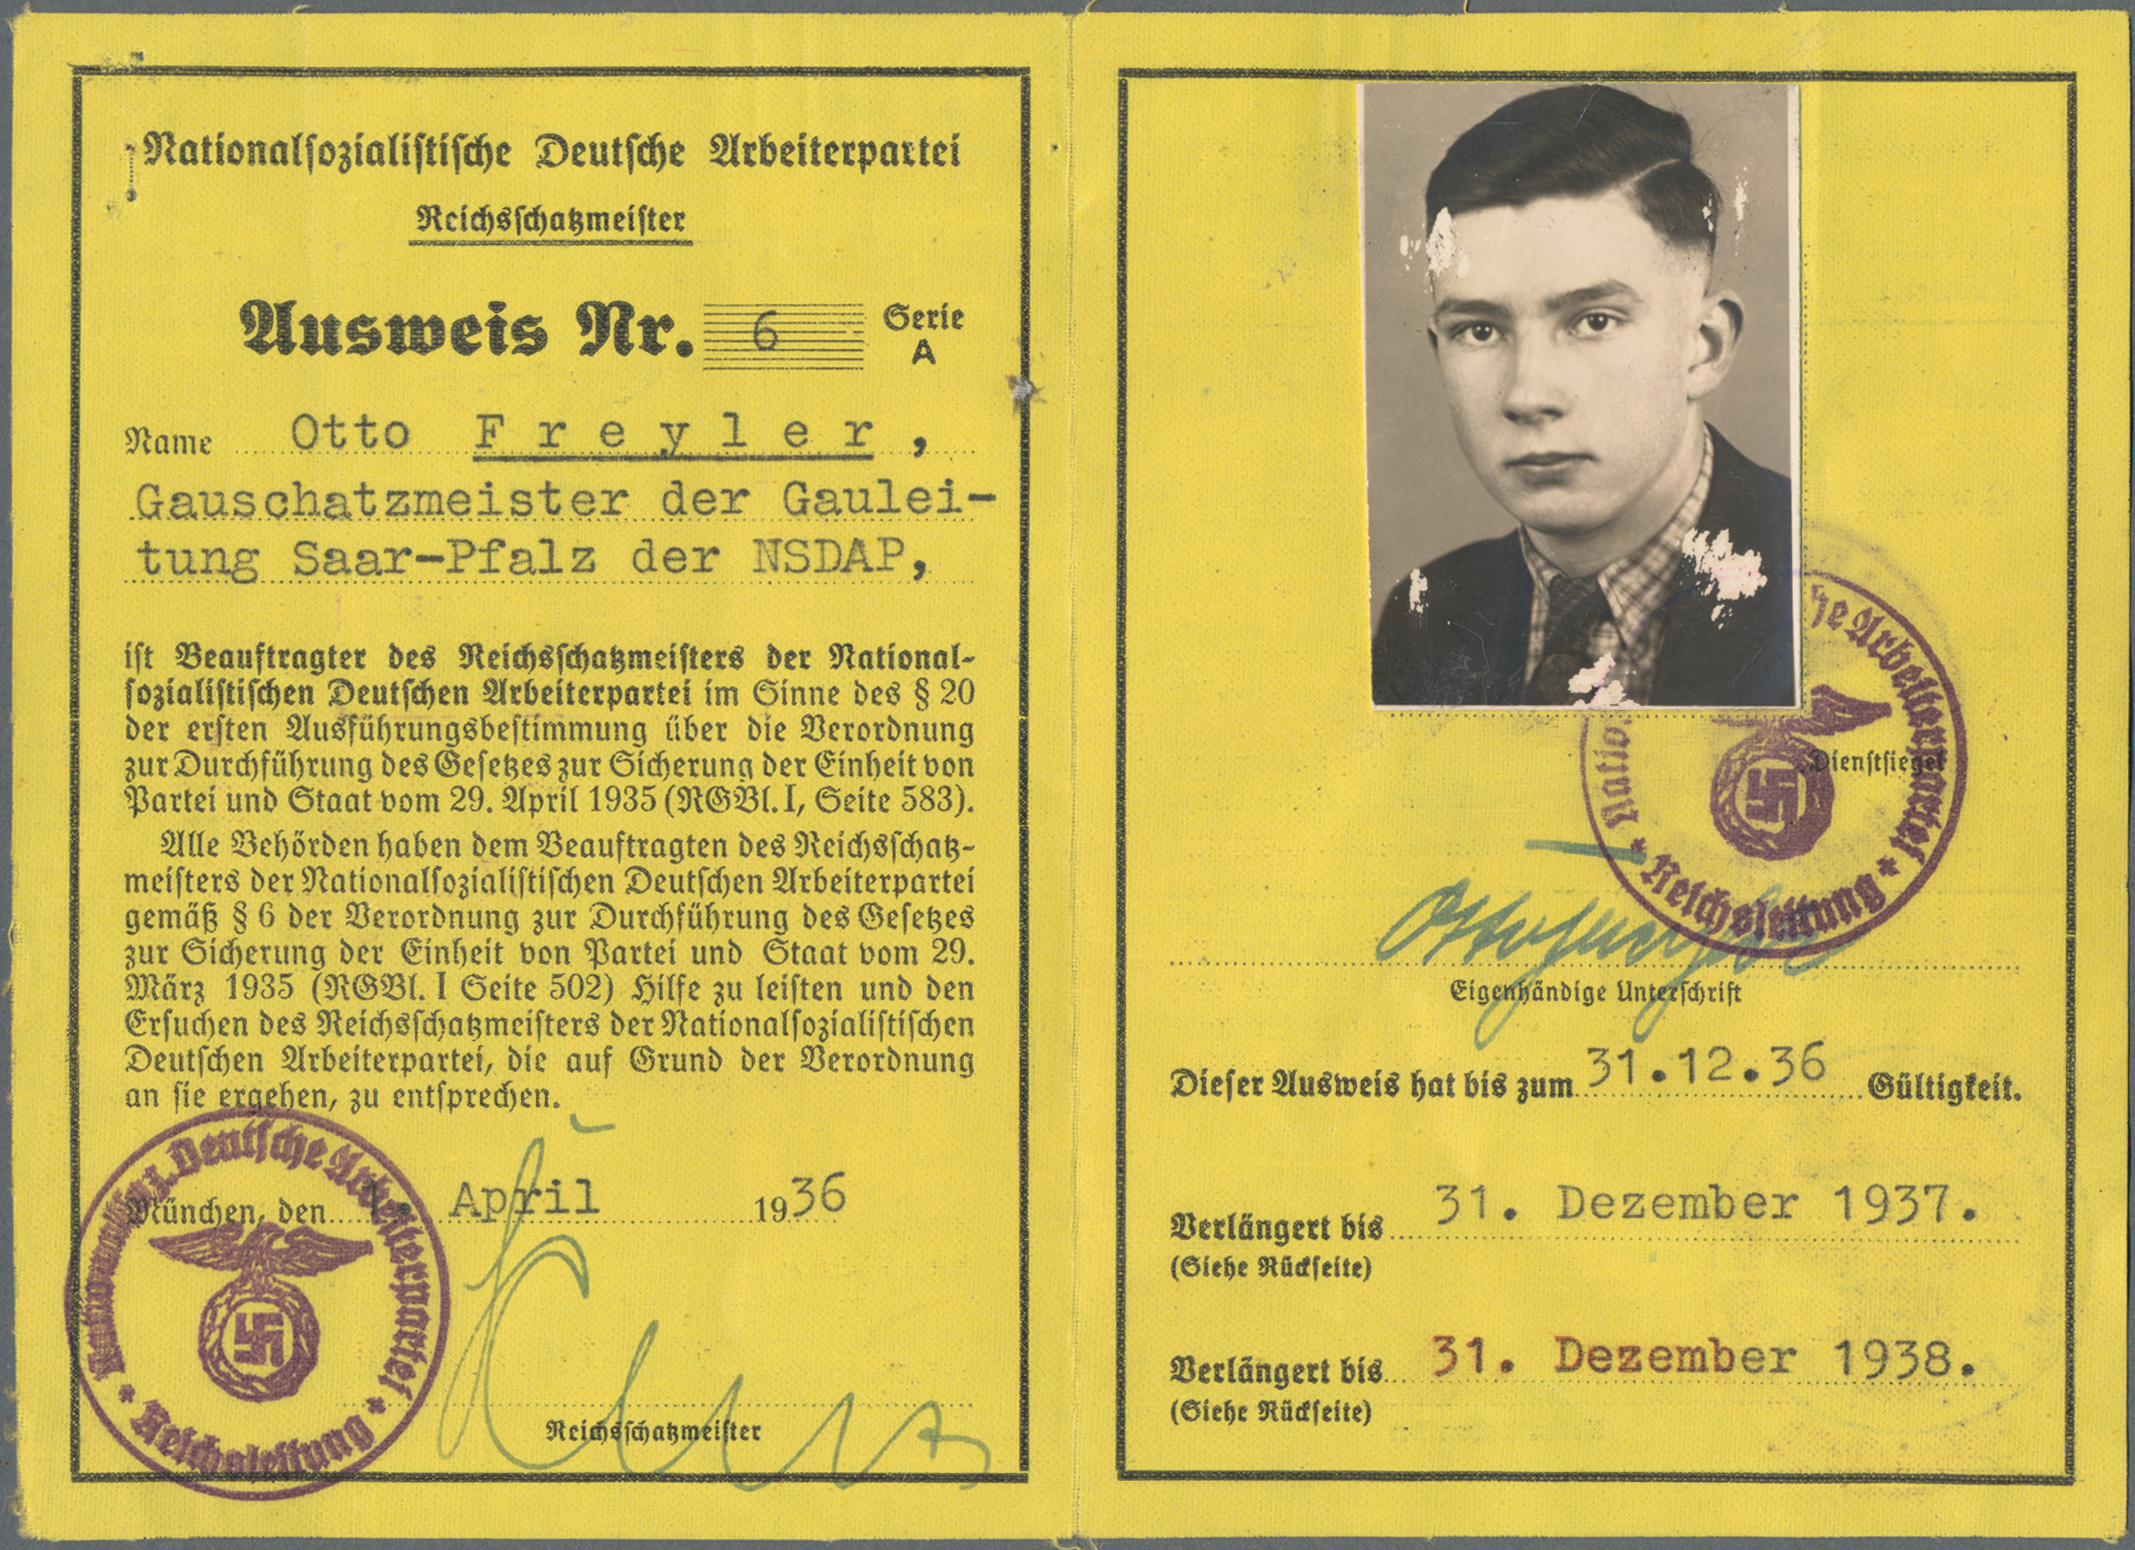 Nationalsozialistische Deutsche Arbeiterpartei
Reichsschatzmeister
Ausweis Nr. 6 Serie A
Name Otto Freyler,
Gauschatzmeister der Gaulei-
tung Saar-Pfalz der NSDAP,
ist Beauftragter des Reichsschatzmeisters der National-
sozialistischen Deutschen Arbeiterpartei im Sinne des § 20
der ersten Ausführungsbestimmung über die Verordnung
zur Durchführung des Gesetzes zur Sicherung der Einheit von
Partei und Staat vom 29. April 1935 (RGBl. I, Seite 583).
Alle Behörden haben dem Beauftragten des Reichsschatz-
meisters der Nationalsozialistischen Deutschen Arbeiterpartei
gemäß § 6 der Verordnung zur Durchführung des Gesetzes
zur Sicherung der Einheit von Partei und Staat vom 29.
März 1935 (RGBl. I Seite 502) Hilfe zu leisten und den
Ersuchen des Reichsschatzmeisters der Nationalsozialistischen
Deutschen Arbeiterpartei, die auf Grund der Verordnung
an sie ergehen, zu entsprechen.
München, den 1. April 1936
Reichsschatzmeister
Nationalsoz. Deutsche Arbeiterpartei
* Reichsleitung *
Natio
che Arbeiterpartei
* Reichsleitung *
Dienstsiegel
Eigenhändige Unterschrift
Dieser Ausweis hat bis zum 31.12.36 Gültigkeit.
Verlängert bis 31. Dezember 1937.
(Siehe Rückseite)
Verlängert bis 31. Dezember 1938.
(Siehe Rückseite)